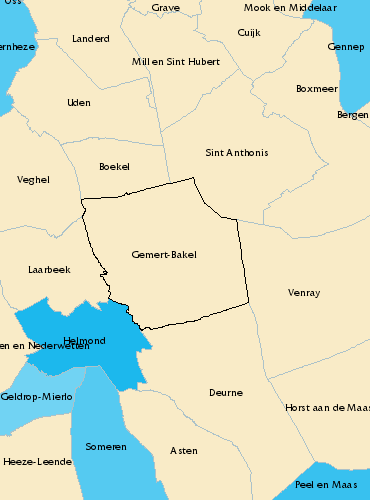 Oss
Grave
Mook en Middelaar
Landerd
Cuijk
ernheze
Gennep
Mill en Sint Hubert
Boxmeer
Uden
Bergen
Sint Anthonis
Boekel
Veghel
Gemert-Bakel
Laarbeek
Venray
Helmond
en en Nederwetten
Deurne
Geldrop-Mierlo
Horst aan de Maas
Someren
Asten
Heeze-Leende
Peel en Maas